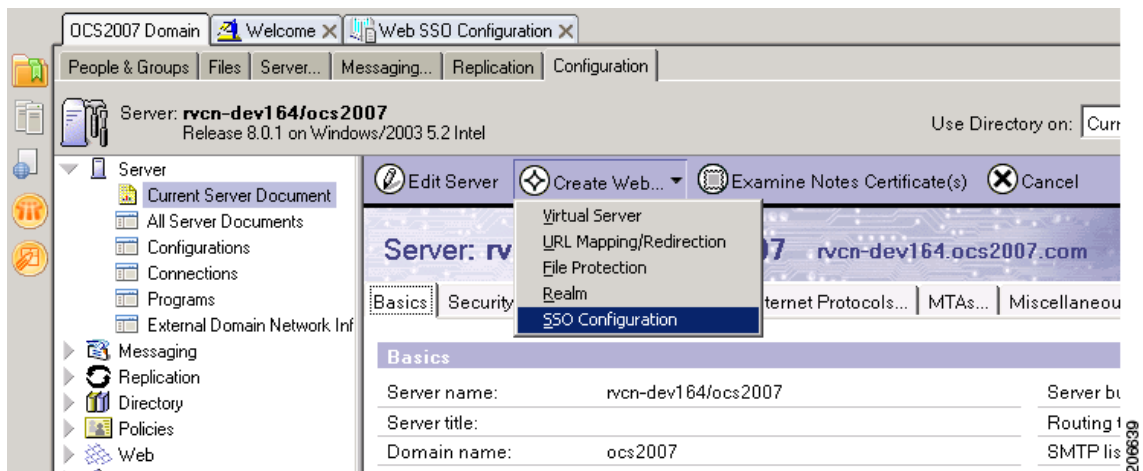 OCS2007 Domain Welcome Web SSO Configuration
People & Groups Files Server... Messaging... Replication Configuration
Server: rvcn-dev164/ocs2007
Release 8.0.1 on Windows/2003 5.2 Intel
Use Directory on: Curr
Server
Current Server Document
All Server Documents
Configurations
Connections
Programs
External Domain Network Inf
Messaging
Replication
Directory
Policies
Web
Edit Server Create Web... Examine Notes Certificate(s) Cancel
Virtual Server
URL Mapping/Redirection
File Protection
Realm
SSO Configuration
Server: rv 7 rvcn-dev164.ocs2007.com
Basics Security ternet Protocols... MTAs... Miscellaneou
Basics
Server name: rvcn-dev164/ocs2007 Server bu
Server title: Routing t
Domain name: ocs2007 SMTP lis
206639